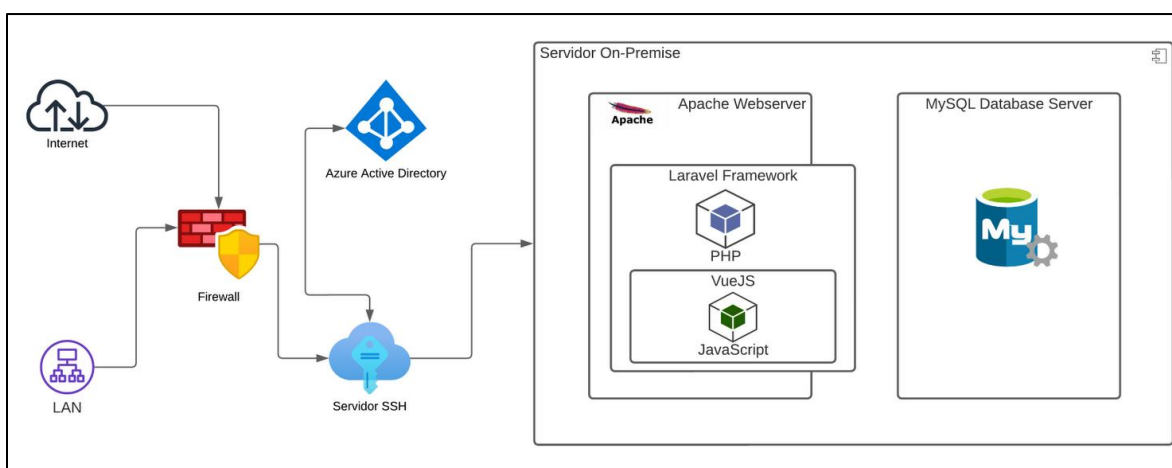 Servidor On-Premise
Internet
Azure Active Directory
Apache
Apache Webserver
MySQL Database Server
Laravel Framework
PHP
My
Firewall
VueJS
JavaScript
LAN
Servidor SSH